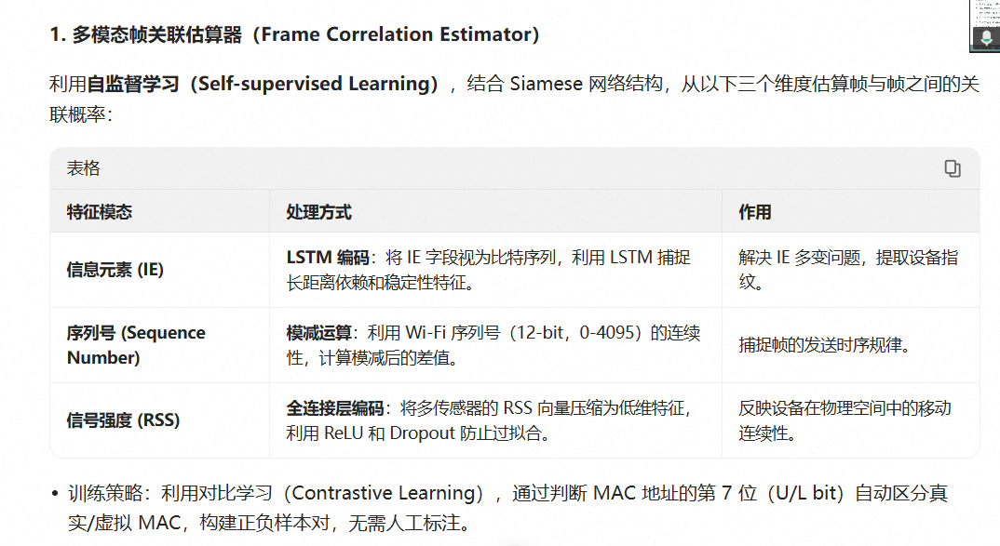 1. 多模态帧关联估算器（Frame Correlation Estimator）
利用自监督学习（Self-supervised Learning），结合 Siamese 网络结构，从以下三个维度估算帧与帧之间的关
联概率：
表格
特征模态 处理方式 作用
信息元素 (IE)
LSTM 编码：将 IE 字段视为比特序列，利用 LSTM 捕捉
长距离依赖和稳定性特征。
解决 IE 多变问题，提取设备指
纹。
序列号 (Sequence
Number)
模减运算：利用 Wi-Fi 序列号（12-bit，0-4095）的连续
性，计算模减后的差值。
捕捉帧的发送时序规律。
信号强度 (RSS)
全连接层编码：将多传感器的 RSS 向量压缩为低维特征，
利用 ReLU 和 Dropout 防止过拟合。
反映设备在物理空间中的移动
连续性。
• 训练策略：利用对比学习（Contrastive Learning），通过判断 MAC 地址的第 7 位（U/L bit）自动区分真
实/虚拟 MAC，构建正负样本对，无需人工标注。